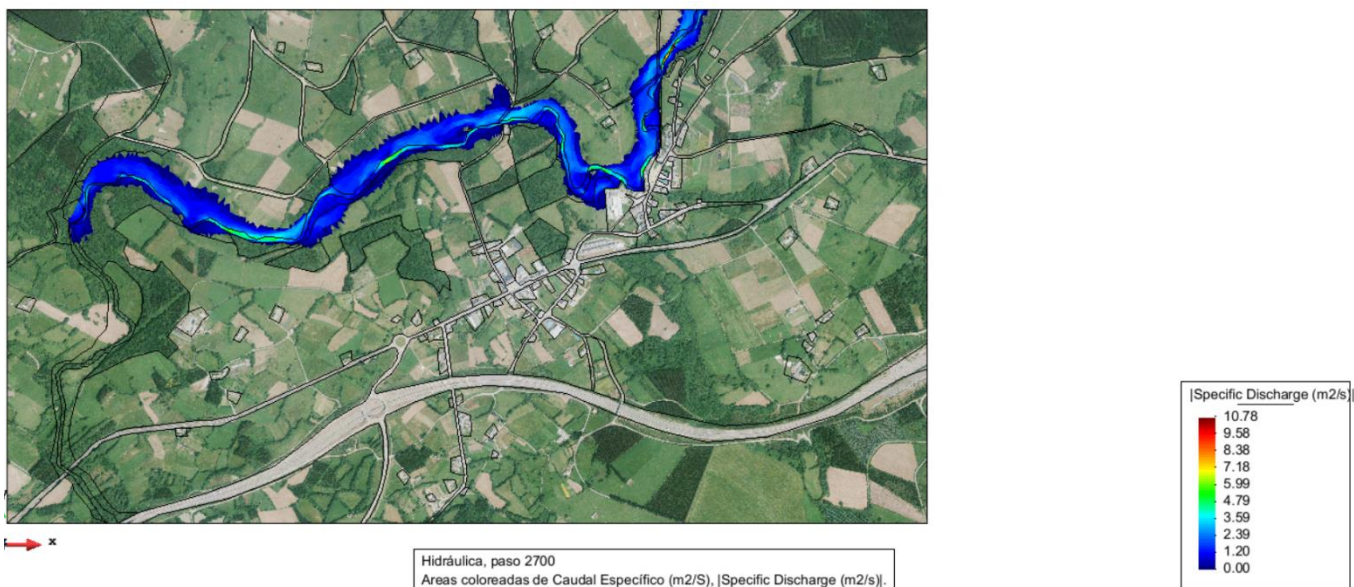 |Specific Discharge (m2/s)|
10.78
9.58
8.38
7.18
5.99
4.79
3.59
2.39
1.20
0.00
x
Hidráulica, paso 2700
Areas coloreadas de Caudal Específico (m2/S), |Specific Discharge (m2/s)|.